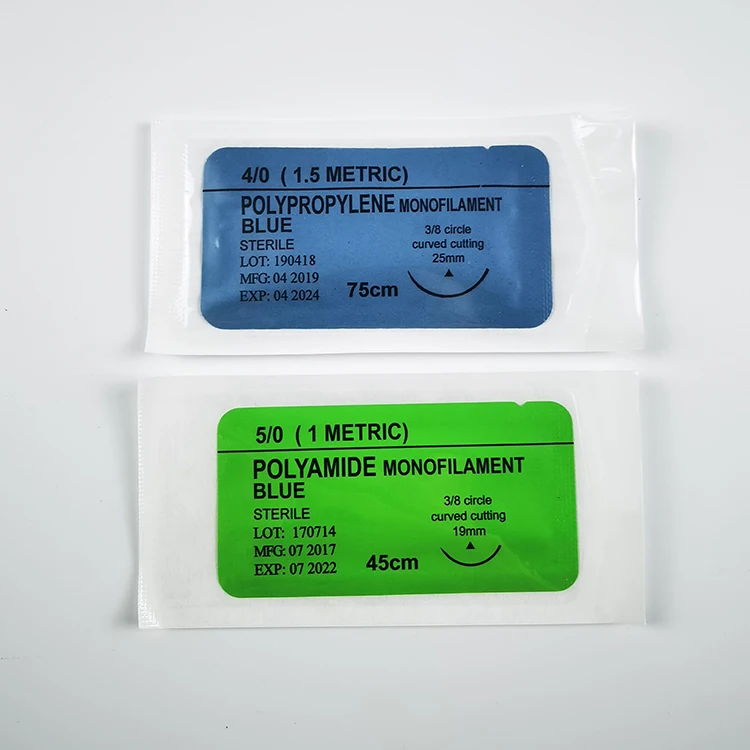 4/0 ( 1.5 METRIC)
POLYPROPYLENE MONOFILAMENT
BLUE
STERILE
LOT: 190418
MFG: 04 2019
EXP: 04 2024
75cm
3/8 circle
curved cutting
25mm
5/0 ( 1 METRIC)
POLYAMIDE MONOFILAMENT
BLUE
STERILE
LOT: 170714
MFG: 07 2017
EXP: 07 2022
45cm
3/8 circle
curved cutting
19mm